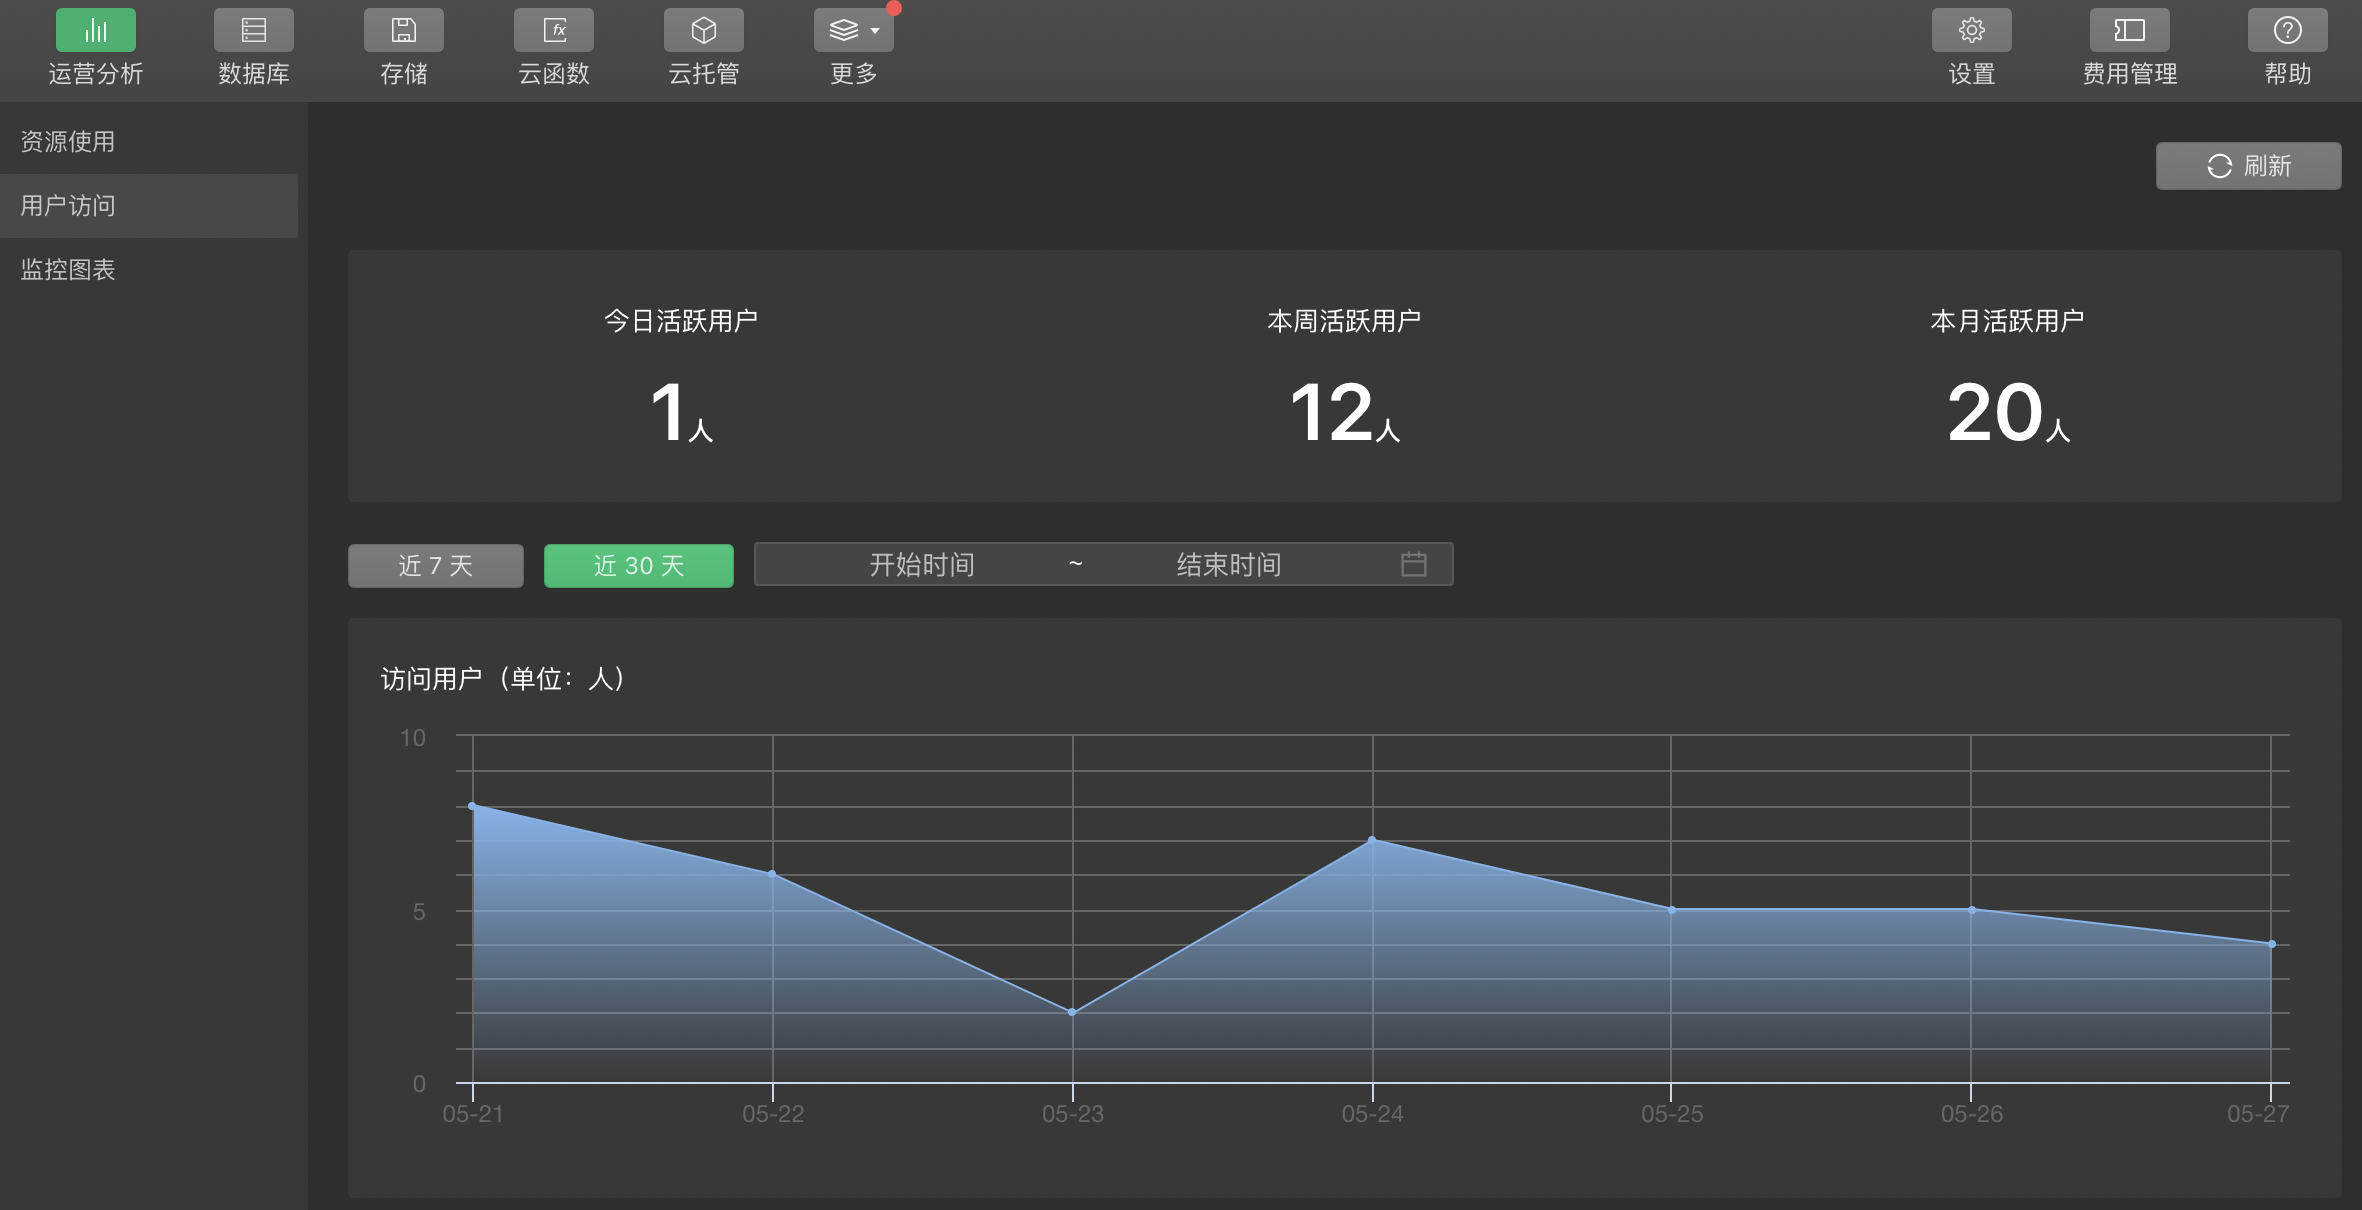 运营分析
数据库
存储
fx
云函数
云托管
更多
设置
费用管理
?
帮助
资源使用
用户访问
监控图表
刷新
今日活跃用户
1人
本周活跃用户
12人
本月活跃用户
20人
近 7 天
近 30 天
开始时间 ~ 结束时间
访问用户（单位：人）
10
5
0
05-21 05-22 05-23 05-24 05-25 05-26 05-27